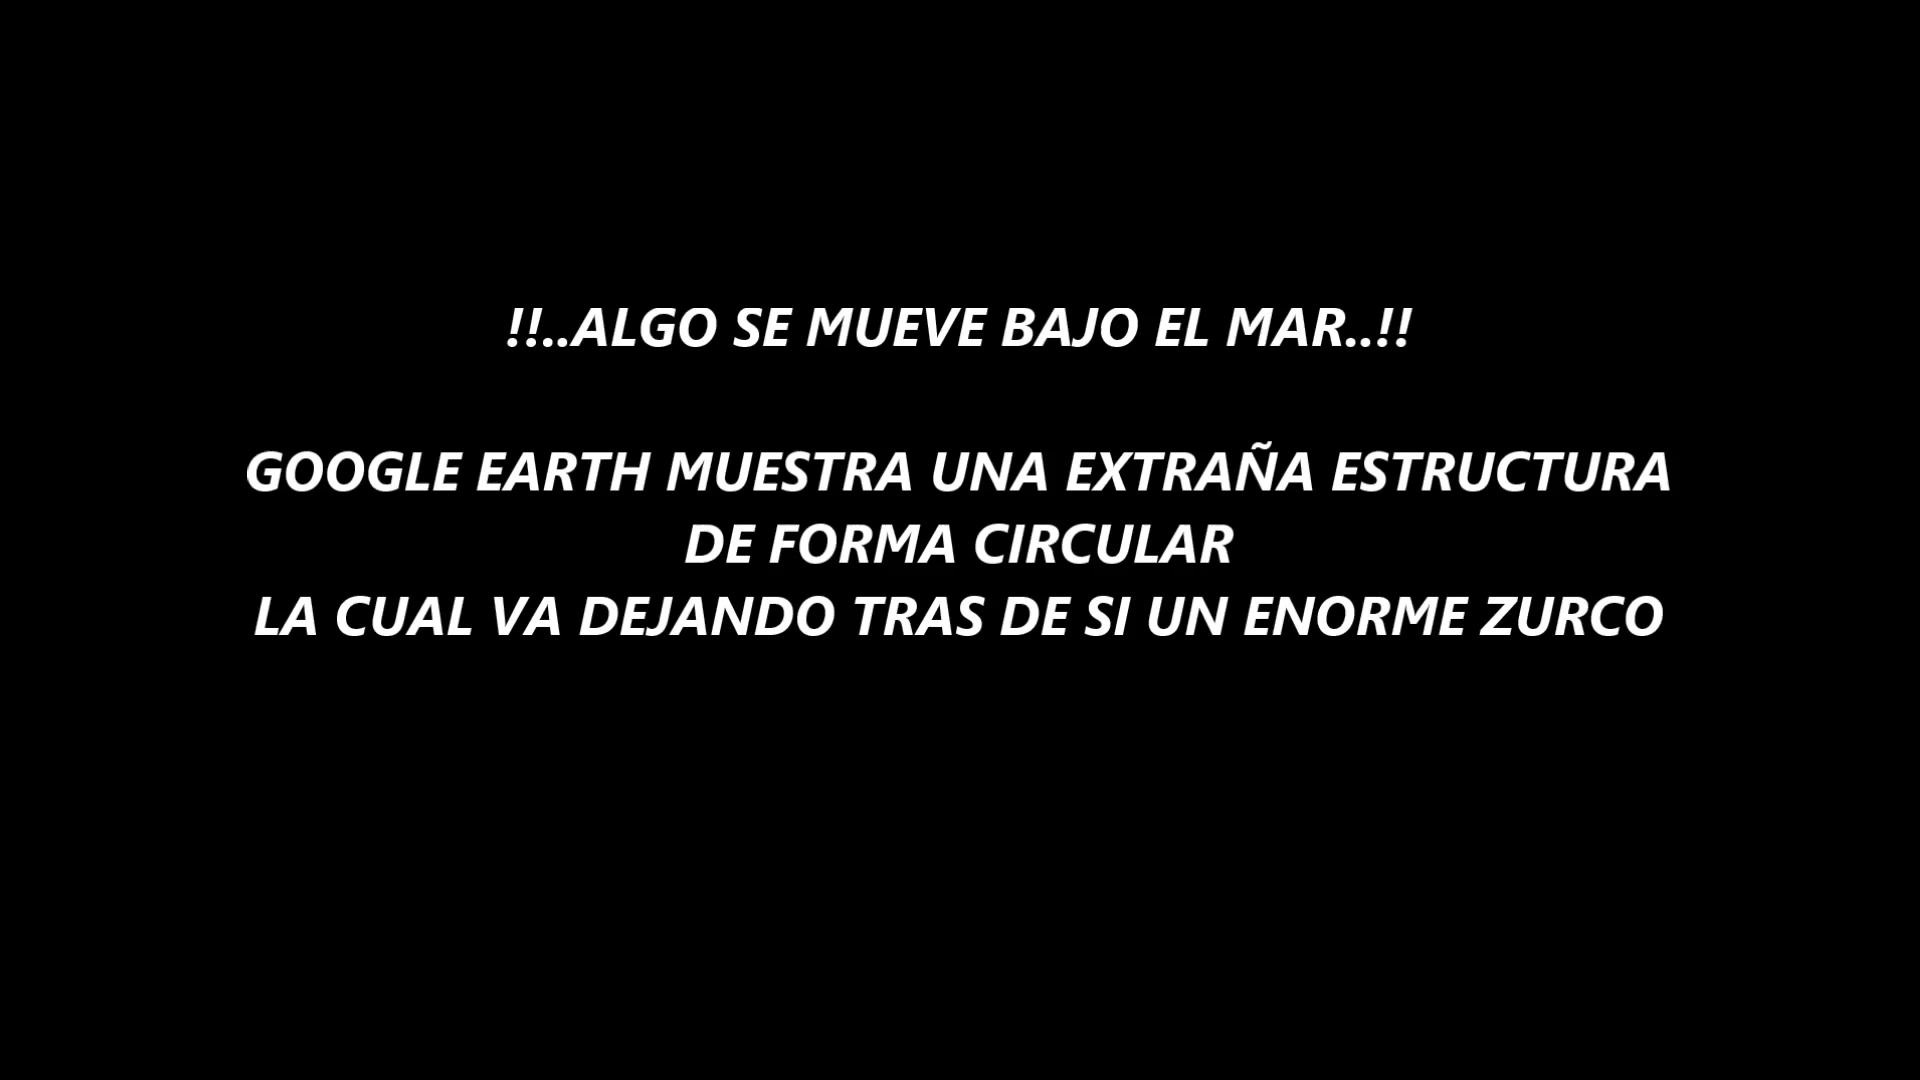 !!..ALGO SE MUEVE BAJO EL MAR..!!
GOOGLE EARTH MUESTRA UNA EXTRAÑA ESTRUCTURA
DE FORMA CIRCULAR
LA CUAL VA DEJANDO TRAS DE SI UN ENORME ZURCO